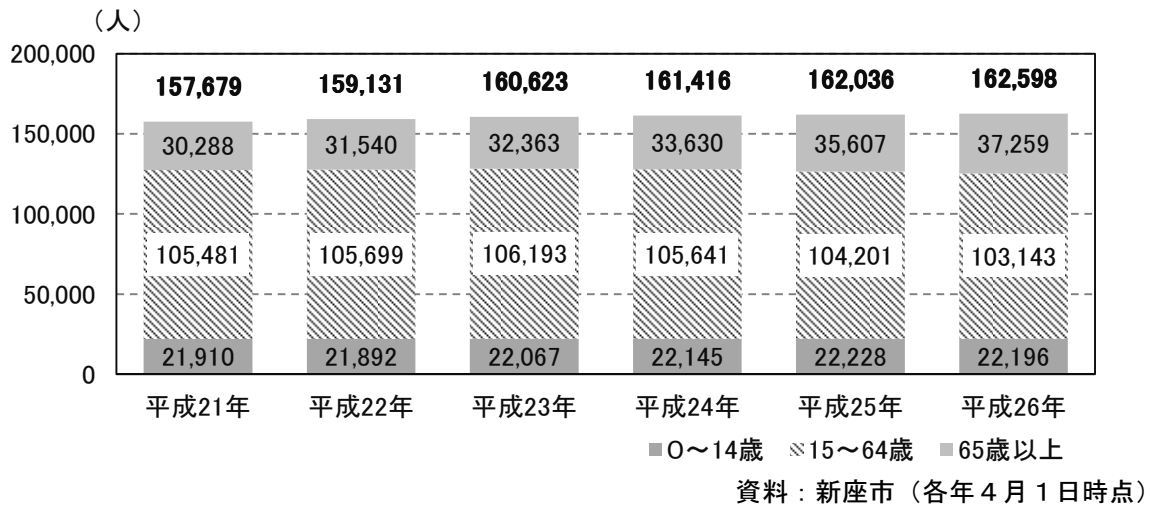 （人）
200,000
157,679 159,131 160,623 161,416 162,036 162,598
150,000
30,288 31,540 32,363 33,630 35,607 37,259
100,000
105,481 105,699 106,193 105,641 104,201 103,143
50,000
21,910 21,892 22,067 22,145 22,228 22,196
0
平成21年 平成22年 平成23年 平成24年 平成25年 平成26年
0～14歳 15～64歳 65歳以上
資料：新座市（各年４月１日時点）